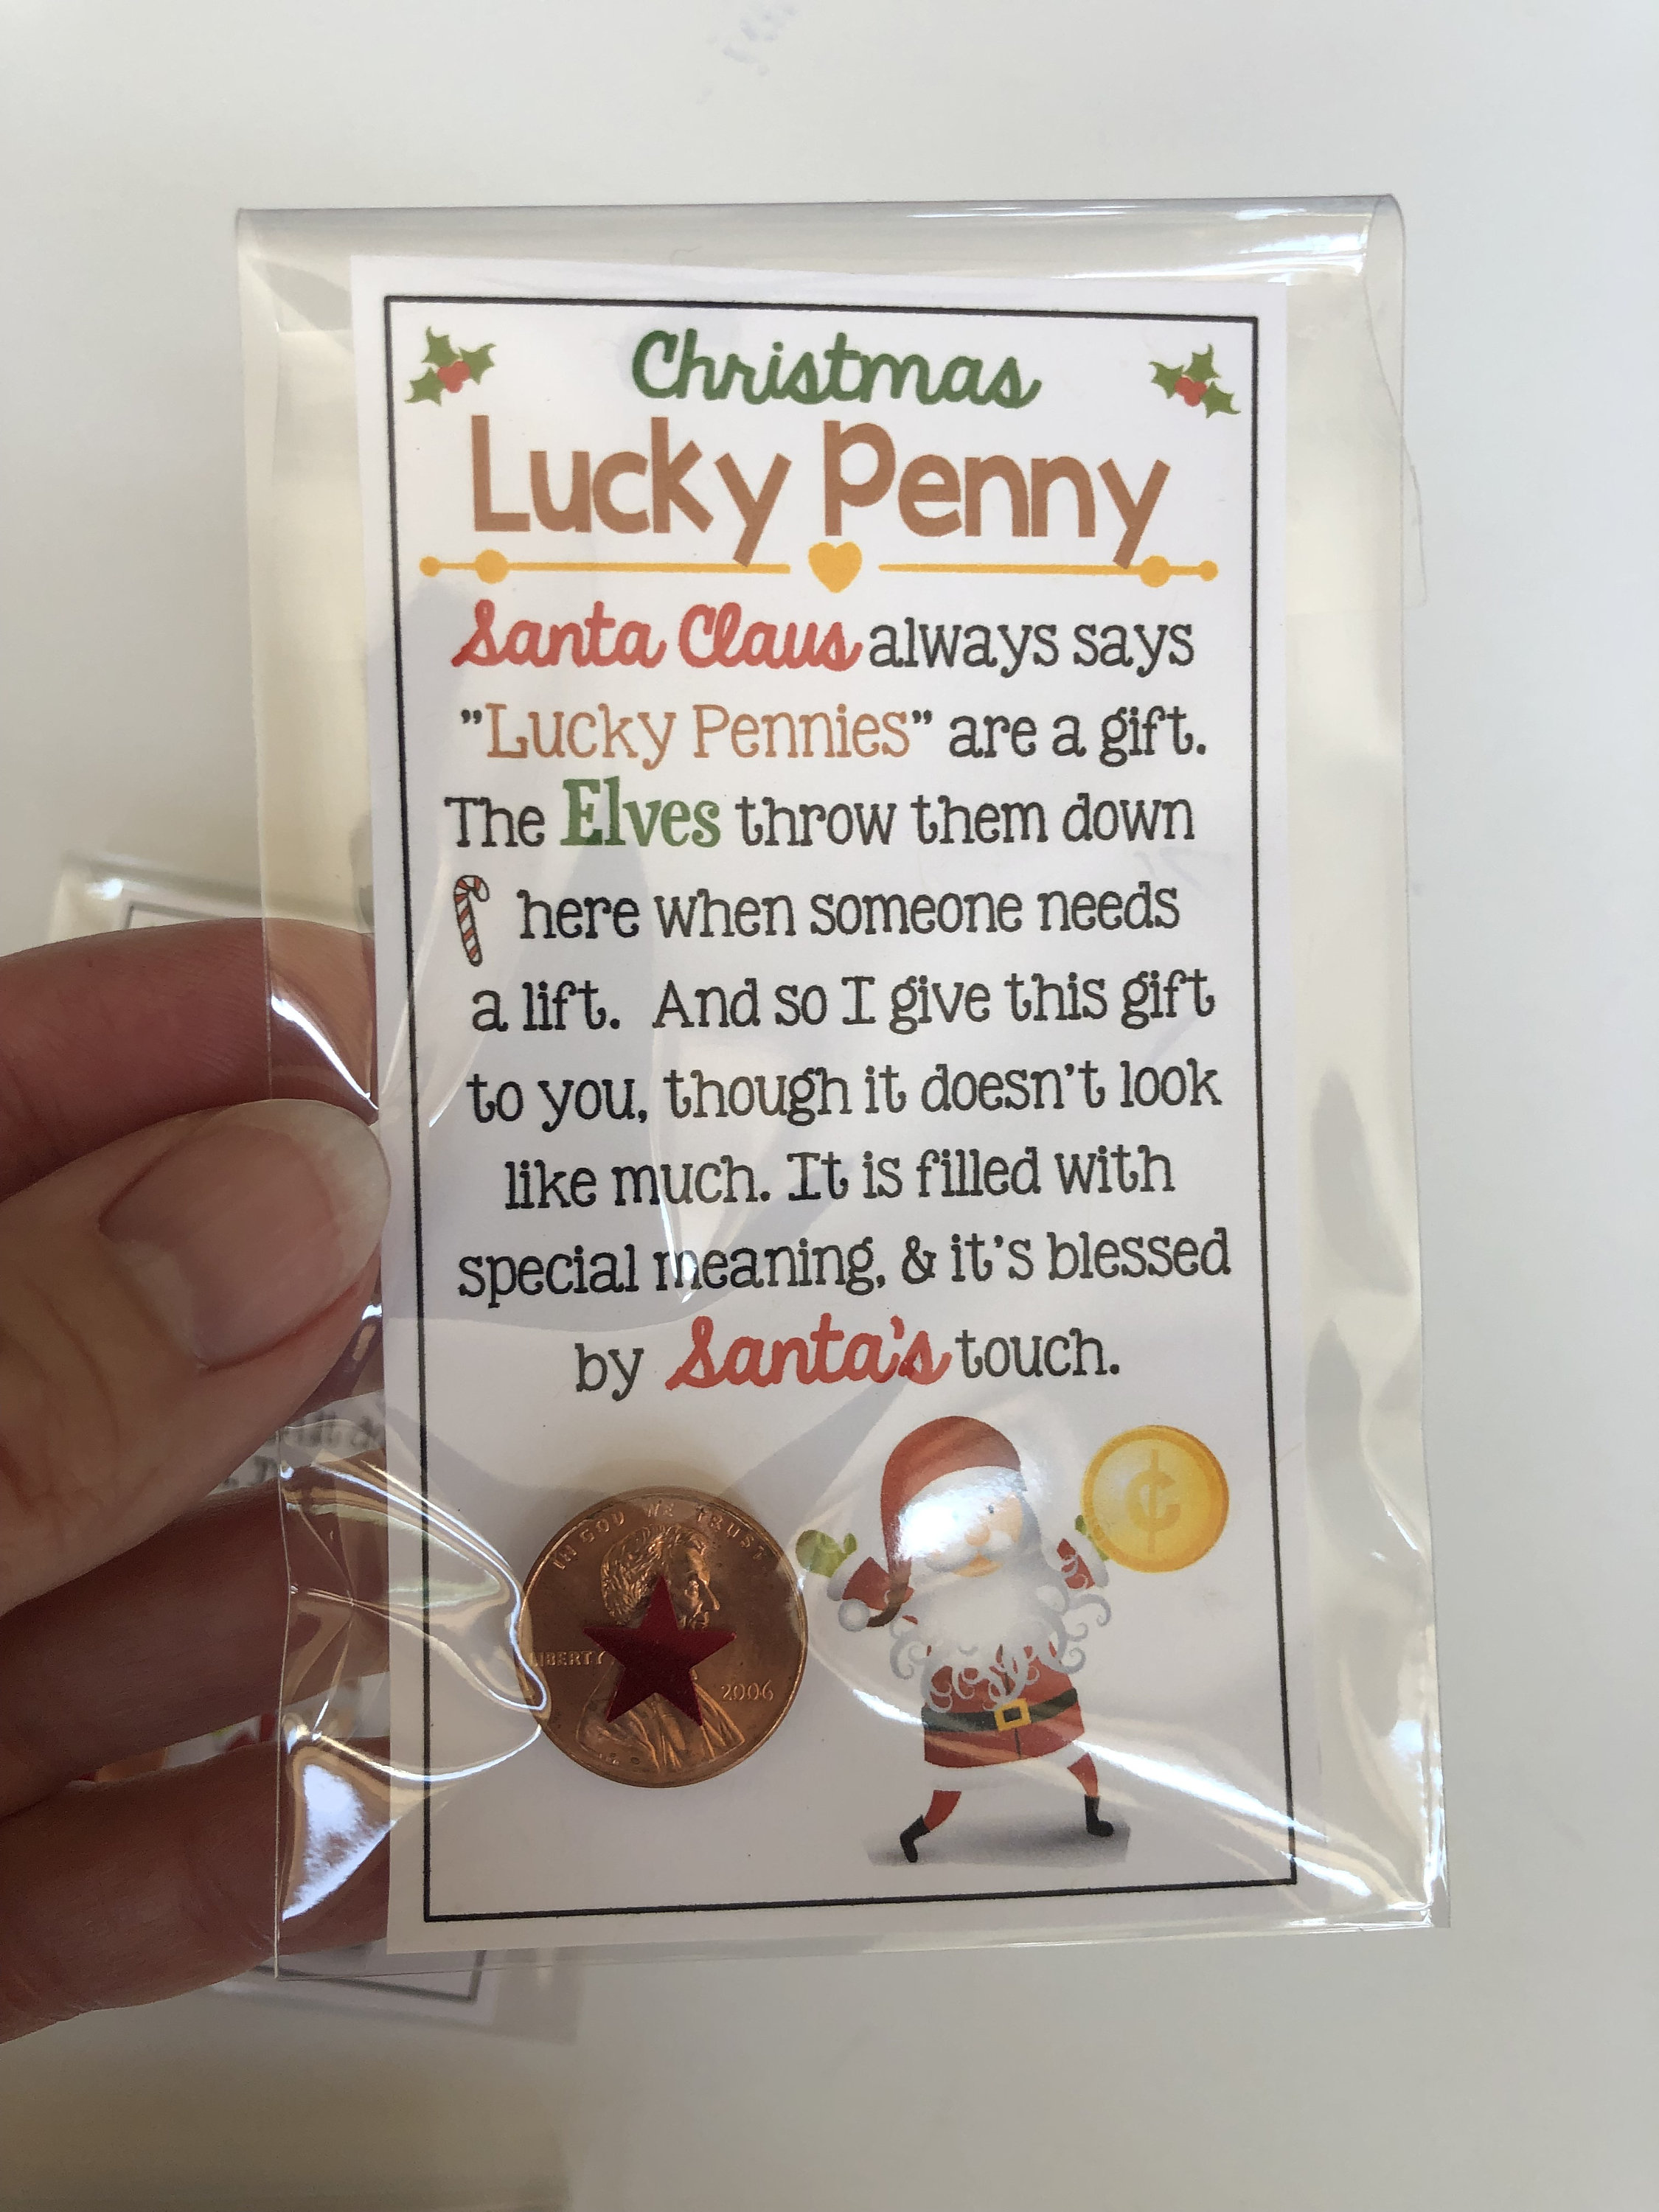 Christmas
Lucky Penny
Santa Claus always says
"Lucky Pennies" are a gift.
The Elves throw them down
here when someone needs
a lift. And so I give this gift
to you, though it doesn't look
like much. It is filled with
special meaning, & it's blessed
by Santa's touch.
IN GOD WE TRUST
LIBERTY
2006
¢